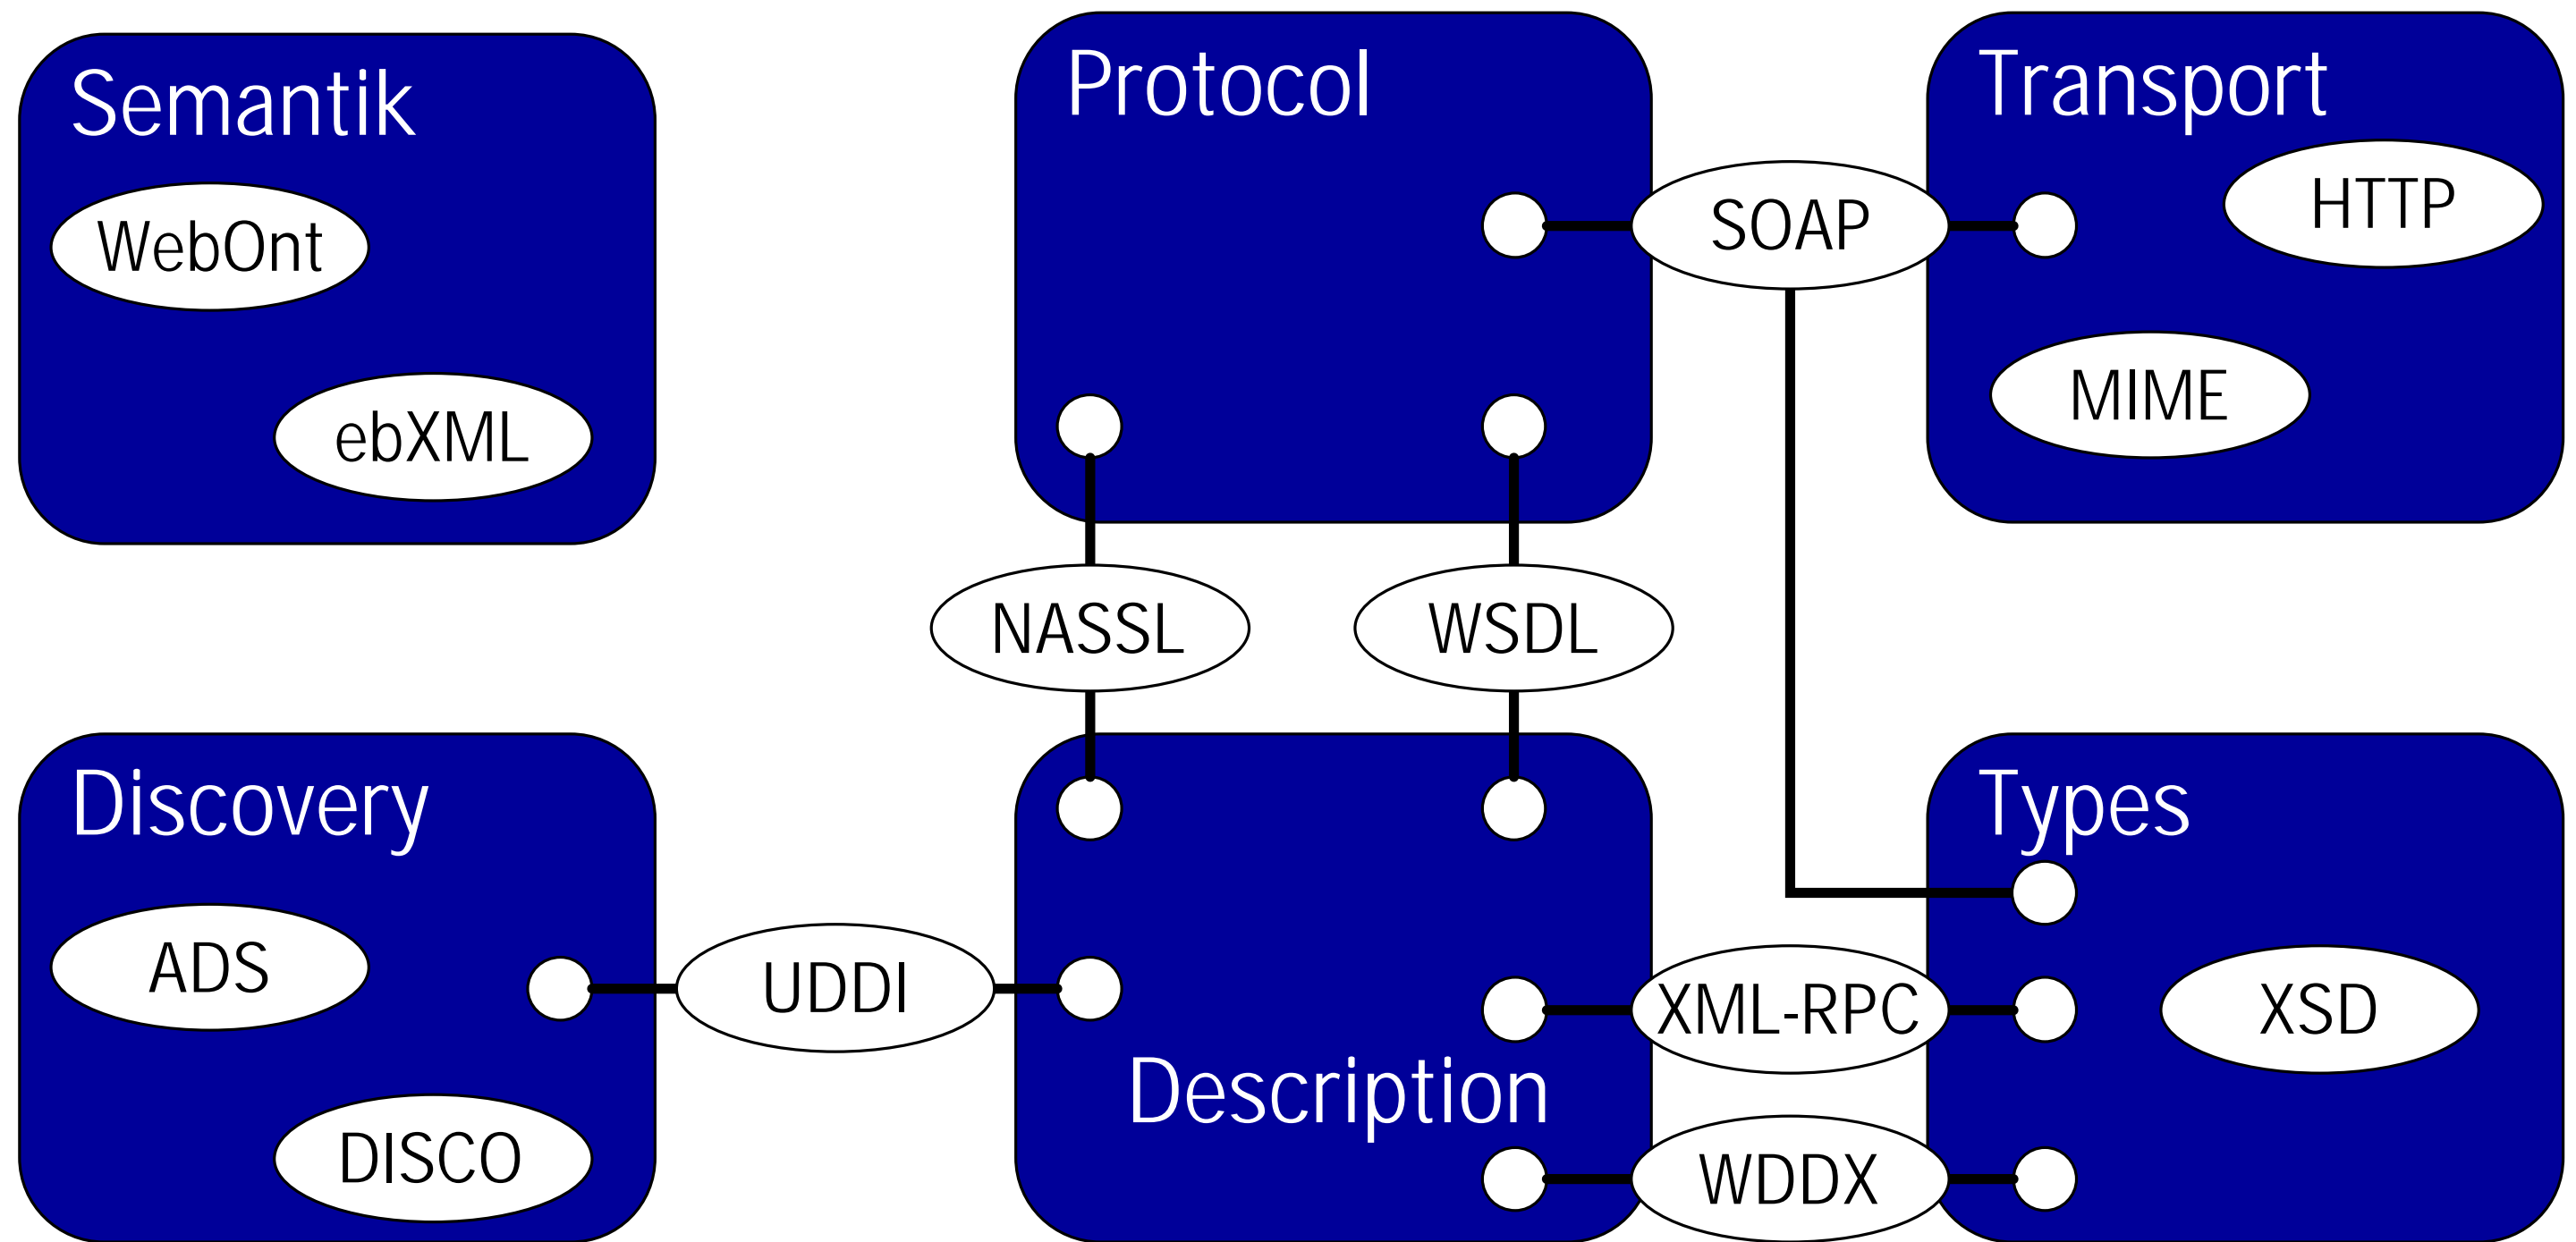 Semantik
WebOnt
ebXML
Protocol
SOAP
Transport
HTTP
MIME
NASSL
WSDL
Discovery
ADS
DISCO
UDDI
Description
XML-RPC
WDDX
Types
XSD